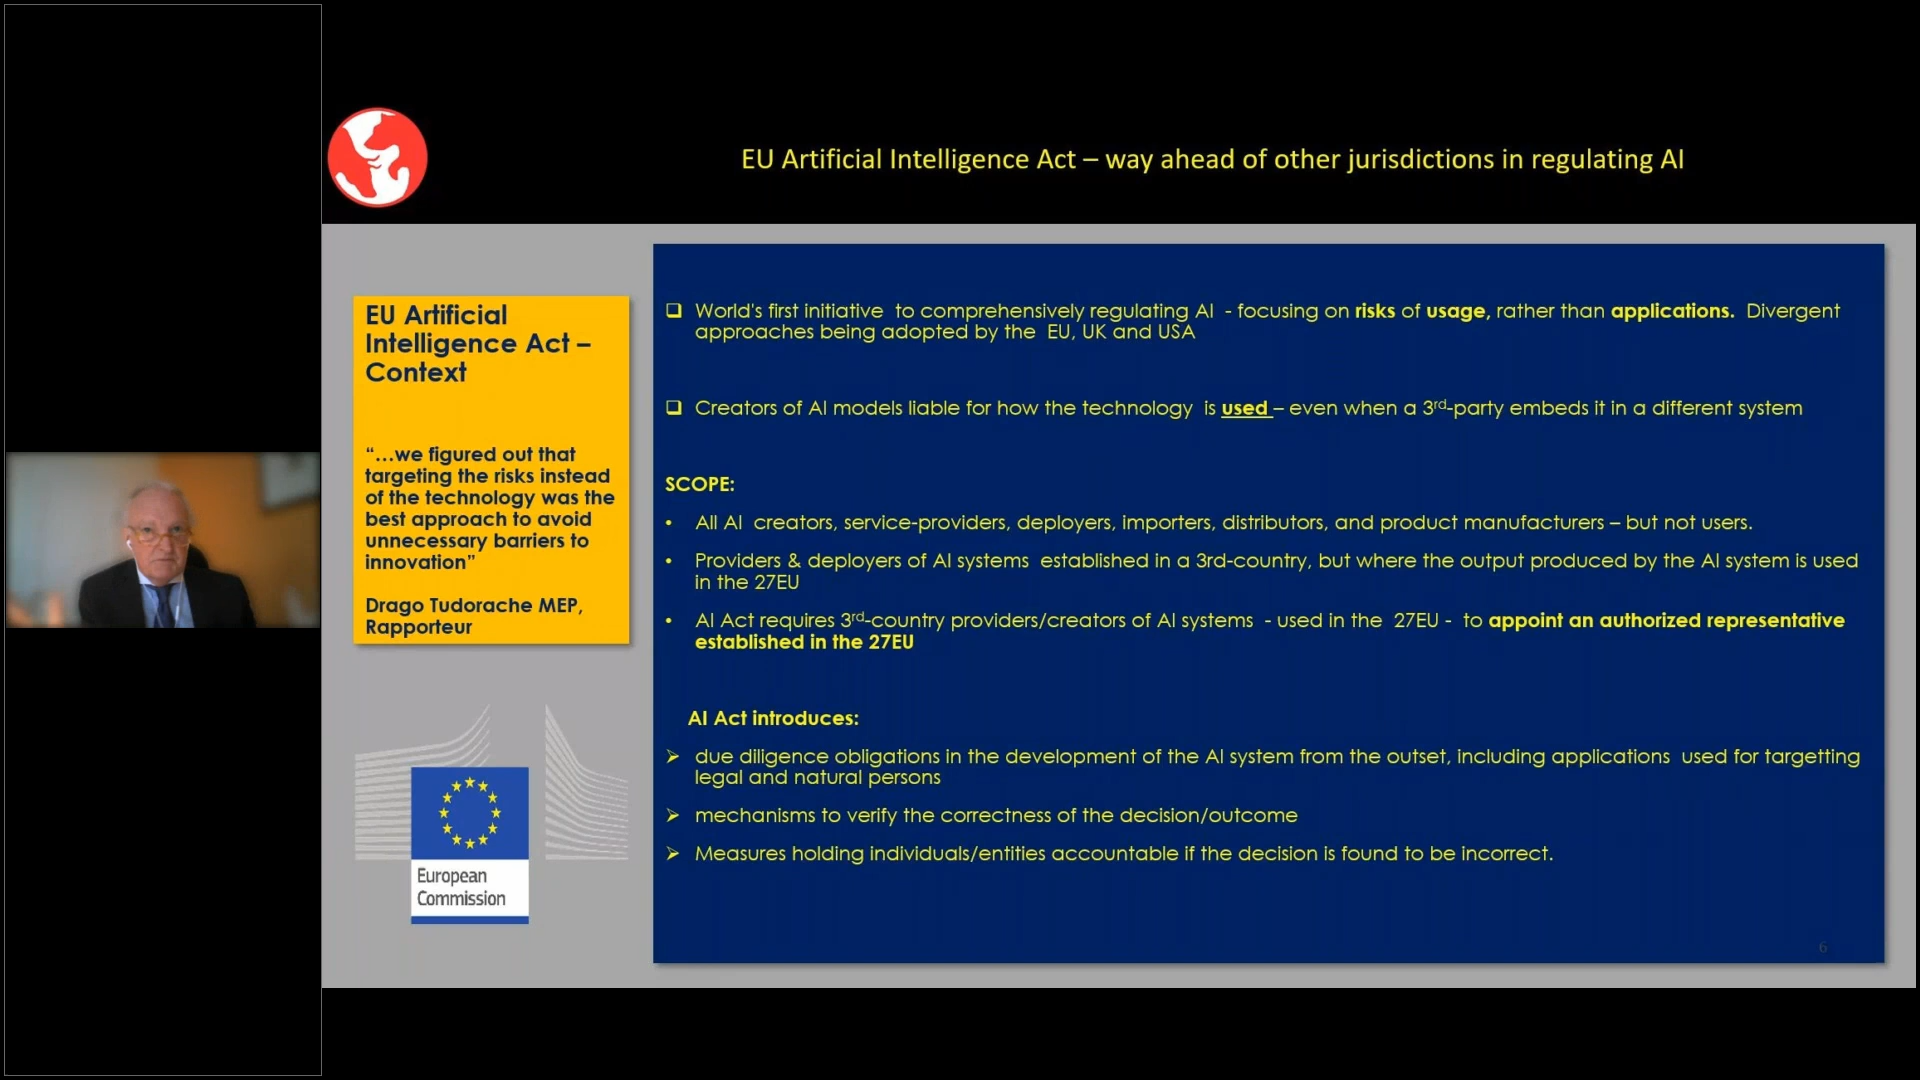 EU Artificial Intelligence Act – way ahead of other jurisdictions in regulating AI
EU Artificial
Intelligence Act –
Context
“…we figured out that
targeting the risks instead
of the technology was the
best approach to avoid
unnecessary barriers to
innovation”
Drago Tudorache MEP,
Rapporteur
European
Commission
❑ World's first initiative to comprehensively regulating AI - focusing on risks of usage, rather than applications. Divergent
approaches being adopted by the EU, UK and USA
❑ Creators of AI models liable for how the technology is used – even when a 3rd-party embeds it in a different system
SCOPE:
• All AI creators, service-providers, deployers, importers, distributors, and product manufacturers – but not users.
• Providers & deployers of AI systems established in a 3rd-country, but where the output produced by the AI system is used
in the 27EU
• AI Act requires 3rd-country providers/creators of AI systems - used in the 27EU - to appoint an authorized representative
established in the 27EU
AI Act introduces:
➢ due diligence obligations in the development of the AI system from the outset, including applications used for targetting
legal and natural persons
➢ mechanisms to verify the correctness of the decision/outcome
➢ Measures holding individuals/entities accountable if the decision is found to be incorrect.
6